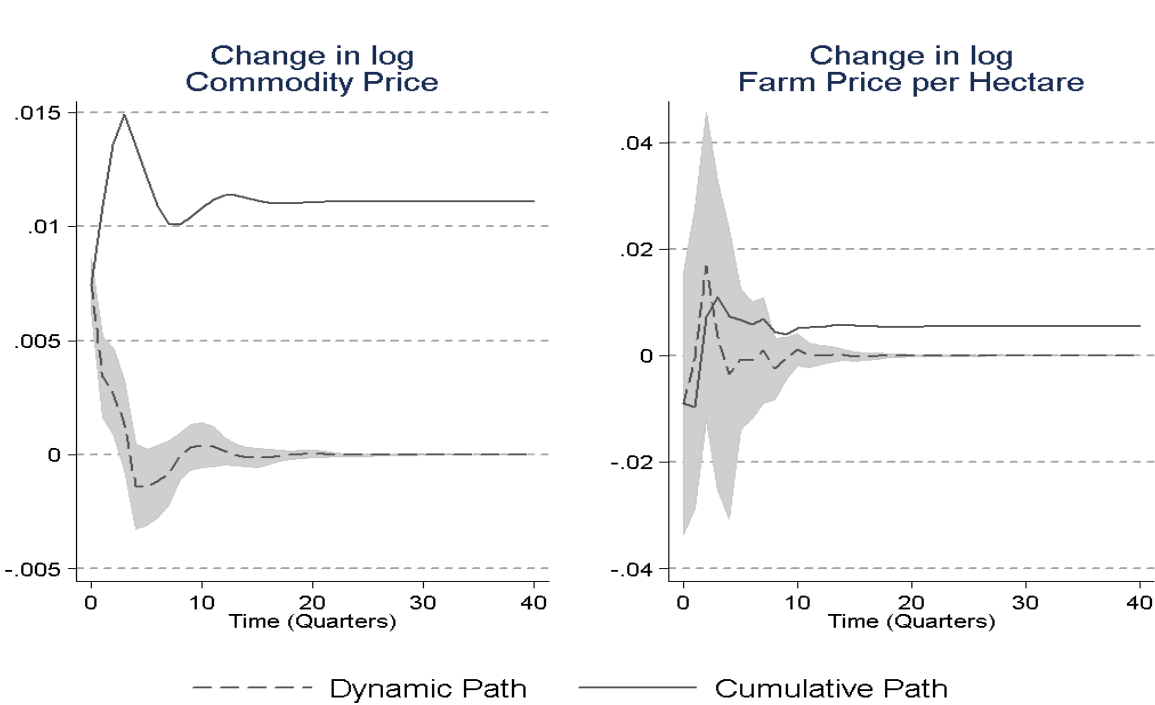 Change in log
Commodity Price
.015
.01
.005
0
-.005
0 10 20 30 40
Time (Quarters)
Change in log
Farm Price per Hectare
.04
.02
0
-.02
-.04
0 10 20 30 40
Time (Quarters)
Dynamic Path Cumulative Path